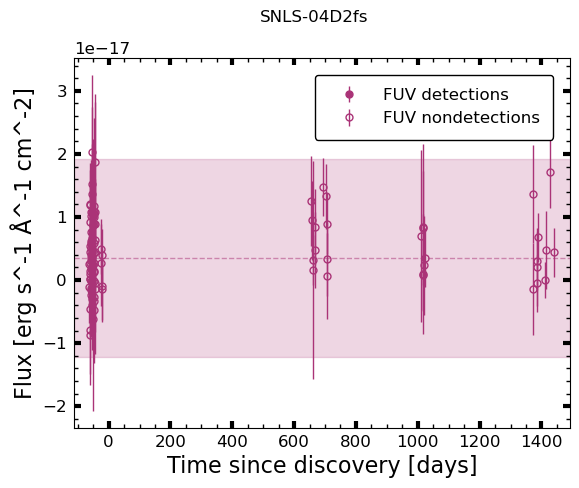 SNLS-04D2fs
1e−17
FUV detections
FUV nondetections
3
2
1
0
−1
−2
Flux [erg s^-1 Å^-1 cm^-2]
0 200 400 600 800 1000 1200 1400
Time since discovery [days]